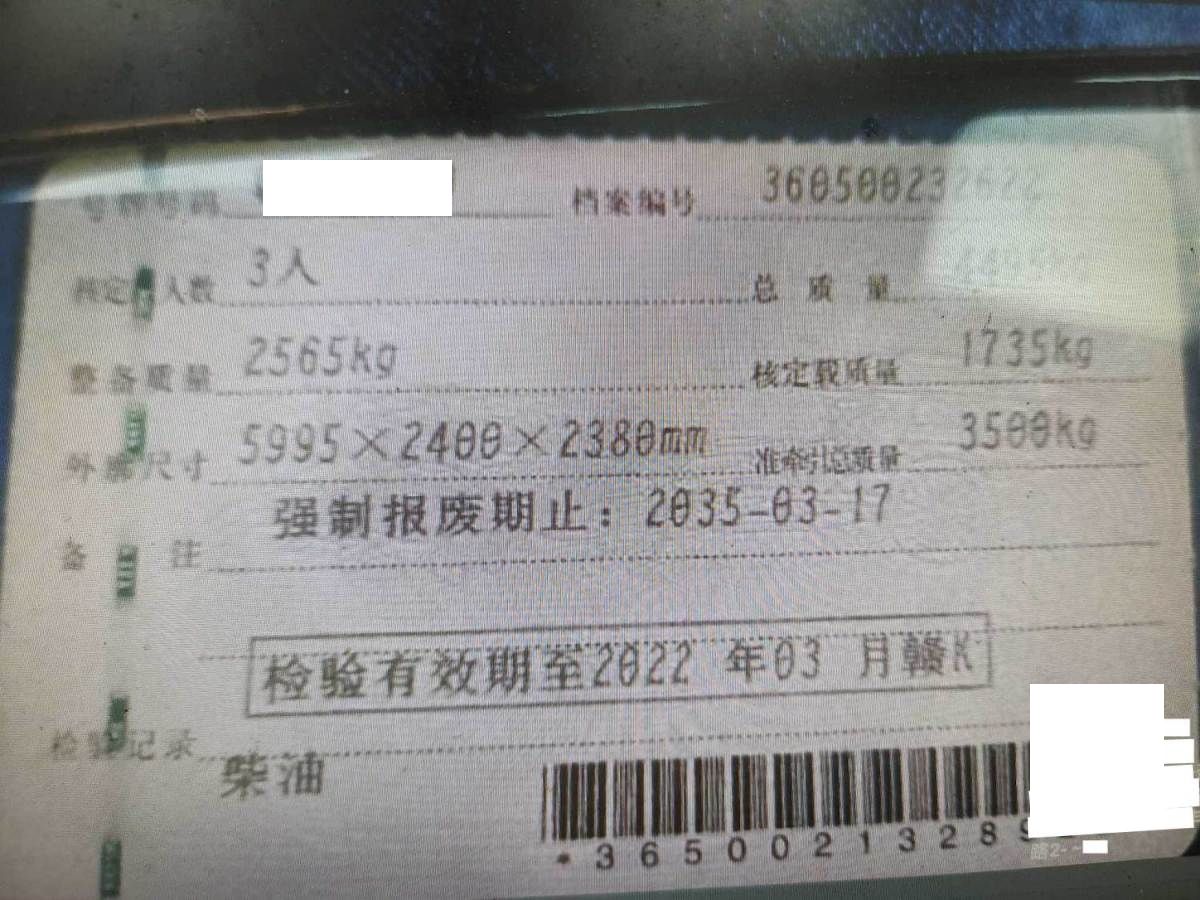 号牌号码 档案编号 36050023
核定 人数 3人 总质量
整备质量 2565kg 核定载质量 1735kg
外廓尺寸 5995×2400×2380mm 准牵引总质量 3500kg
备注 强制报废期止：2035-03-17
检验有效期至2022 年03 月赣K
检验记录
柴油
*3650021328
路2-